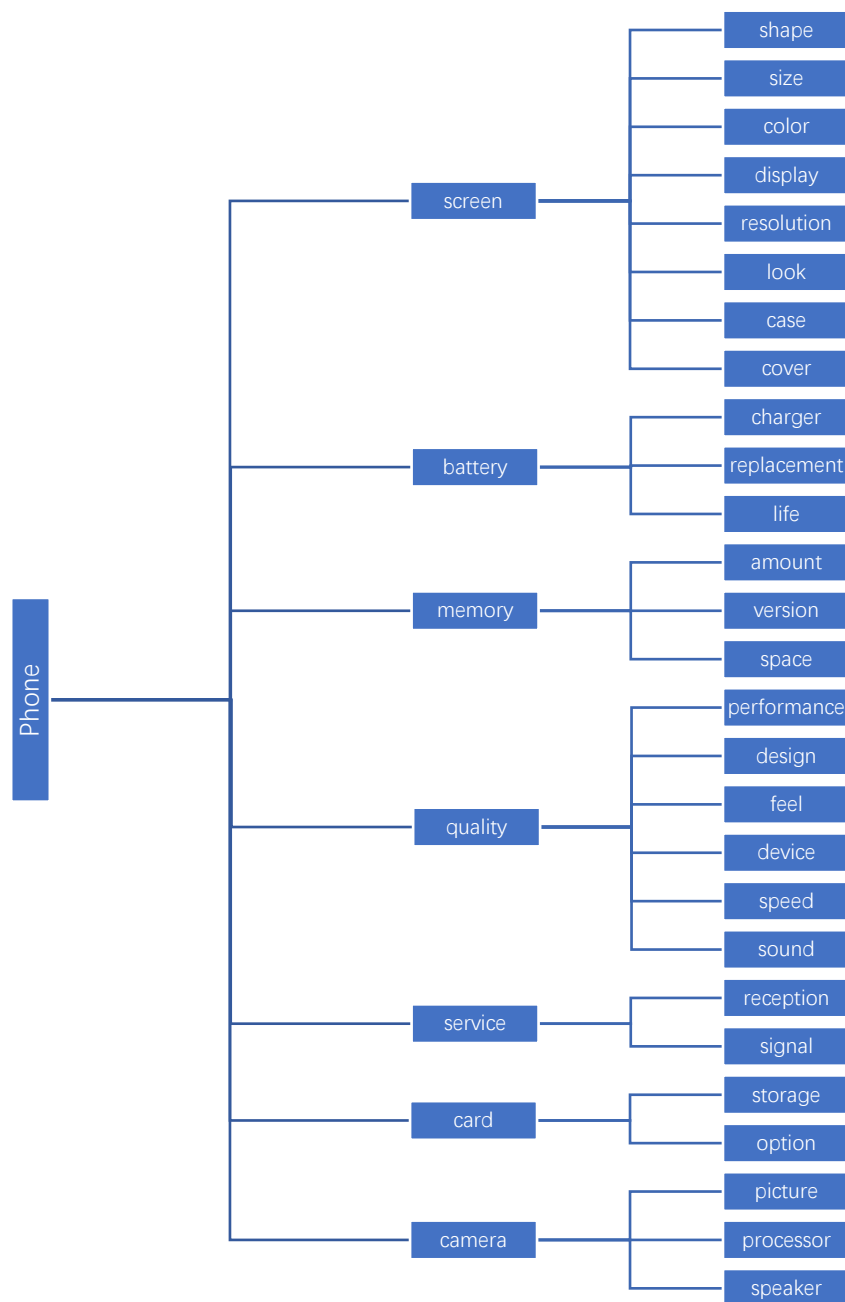 Phone
screen
shape
size
color
display
resolution
look
case
cover
battery
charger
replacement
life
memory
amount
version
space
quality
performance
design
feel
device
speed
sound
service
reception
signal
card
storage
option
camera
picture
processor
speaker